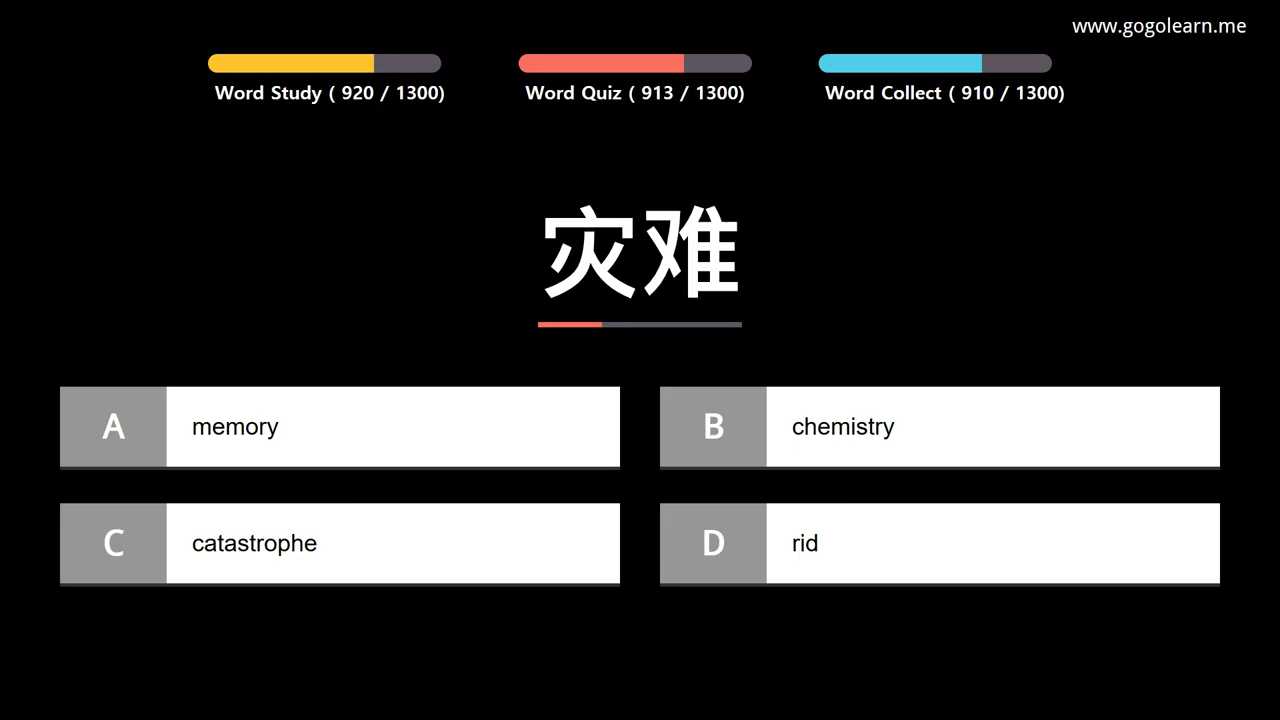 www.gogolearn.me
Word Study ( 920 / 1300)
Word Quiz ( 913 / 1300)
Word Collect ( 910 / 1300)
灾难
A memory
B chemistry
C catastrophe
D rid